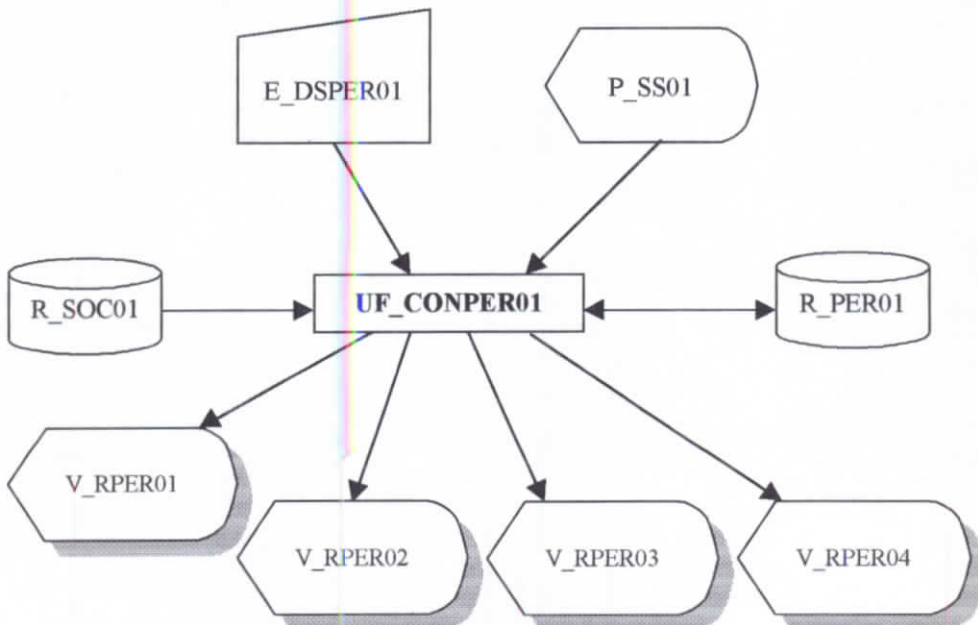 E_DSPER01
P_SS01
R_SOC01
UF_CONPER01
R_PER01
V_RPER01
V_RPER02
V_RPER03
V_RPER04